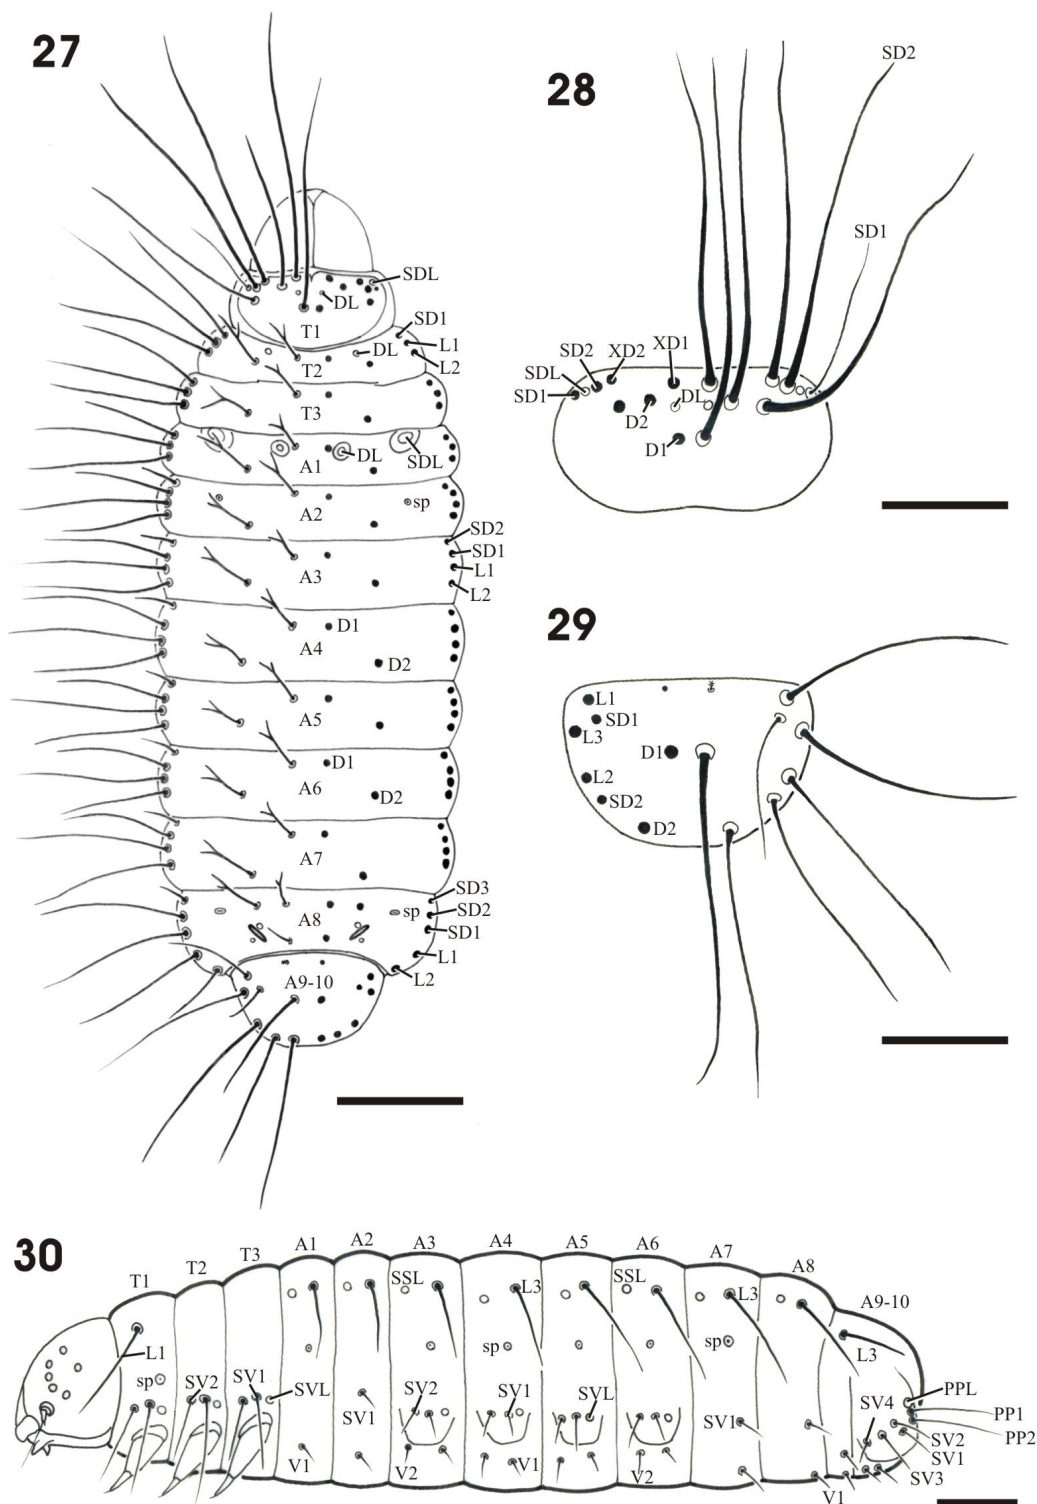 27
SDL
DL
T1
SD1
L1
DL
L2
T2
T3
DL
SDL
A1
sp
A2
SD2
SD1
L1
L2
A3
D1
A4
D2
A5
D1
A6
D2
A7
SD3
sp
SD2
A8
SD1
L1
L2
A9-10
28
SD2
SD1
XD1
SD2
XD2
SDL
SD1
DL
D2
D1
29
L1
SD1
L3
D1
L2
SD2
D2
30
T1
T2
T3
A1
A2
A3
A4
A5
A6
A7
A8
A9-10
SSL
L3
SSL
L3
L1
sp
sp
L3
sp
SV2
SV1
SVL
SV2
SV1
SVL
SV1
SV1
SV4
PPL
PP1
PP2
SV2
SV1
SV3
V1
V2
V1
V2
V1